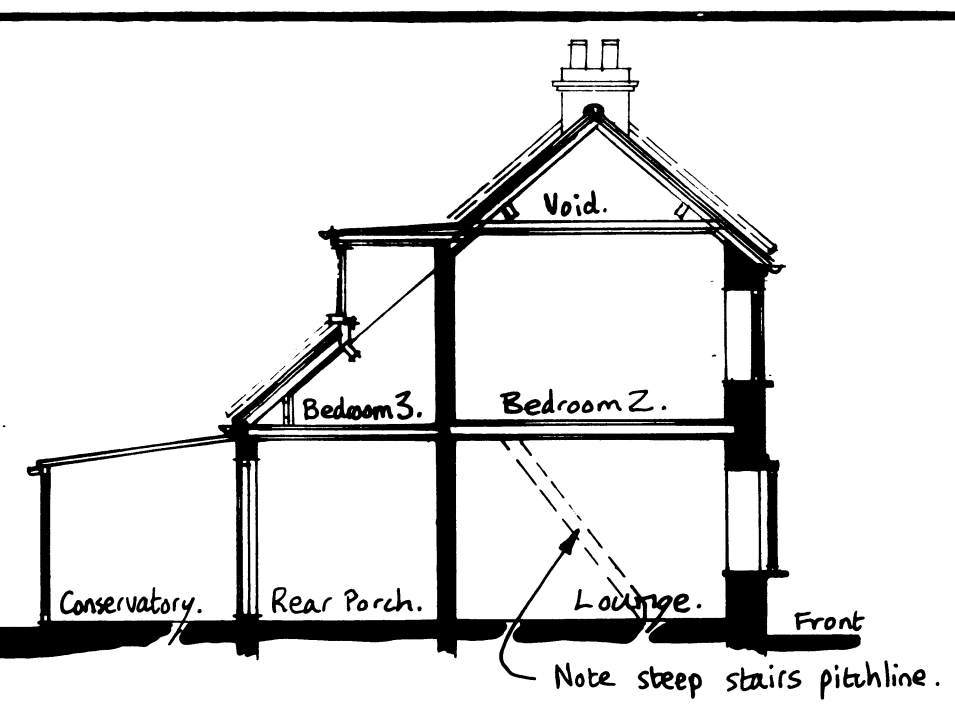 Void.
Bedroom 3.
Bedroom 2.
Conservatory.
Rear Porch.
Lounge.
Front
Note steep stairs pitchline.